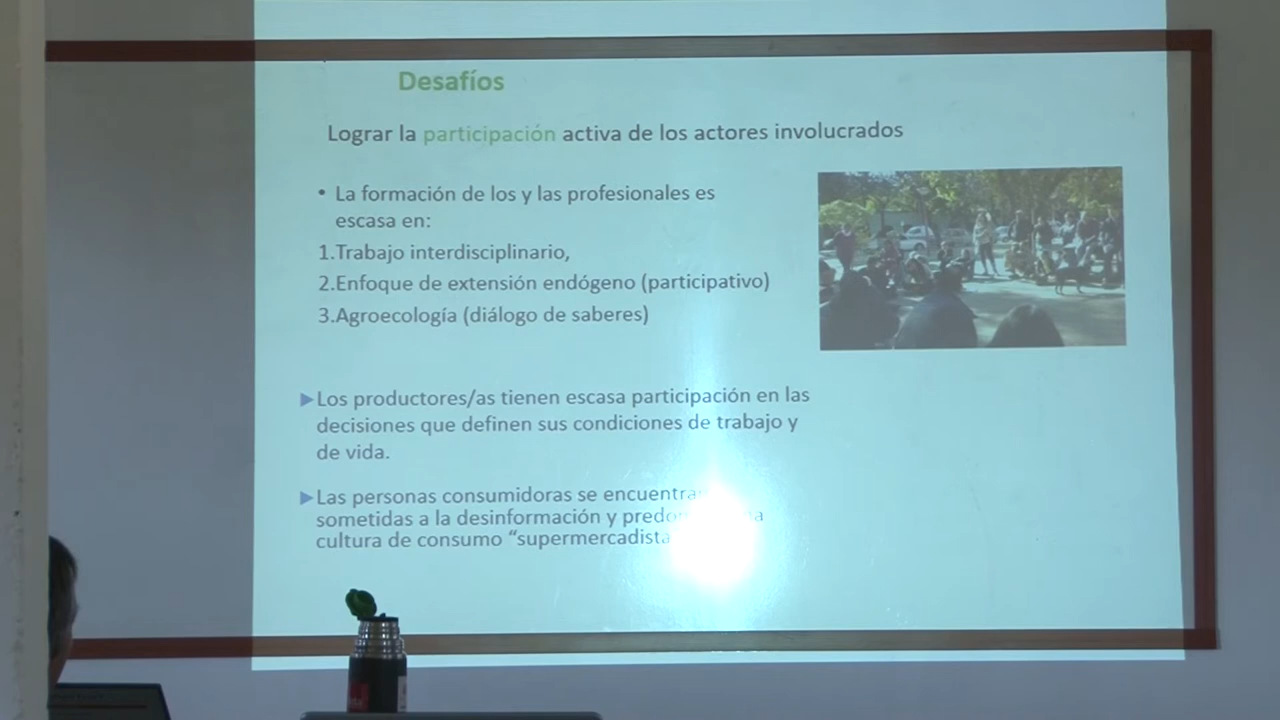 Desafíos
Lograr la participación activa de los actores involucrados
• La formación de los y las profesionales es
escasa en:
1.Trabajo interdisciplinario,
2.Enfoque de extensión endógeno (participativo)
3.Agroecología (diálogo de saberes)
▶Los productores/as tienen escasa participación en las
decisiones que definen sus condiciones de trabajo y
de vida.
▶Las personas consumidoras se
sometidas a la desinformación y
cultura de consumo